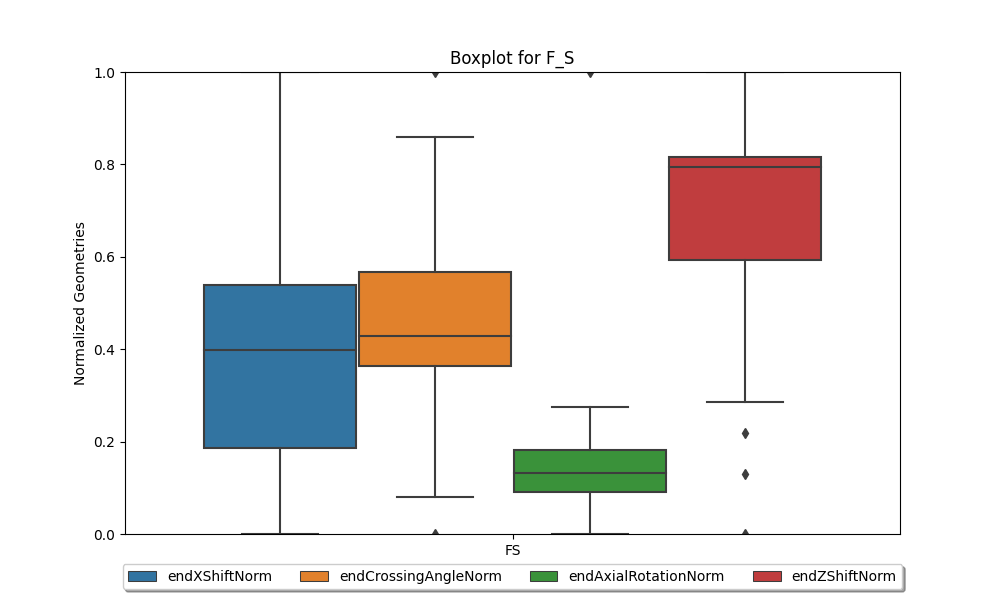 Boxplot for F_S
1.0
0.8
0.6
0.4
0.2
0.0
Normalized Geometries
FS
endXShiftNorm endCrossingAngleNorm endAxialRotationNorm endZShiftNorm